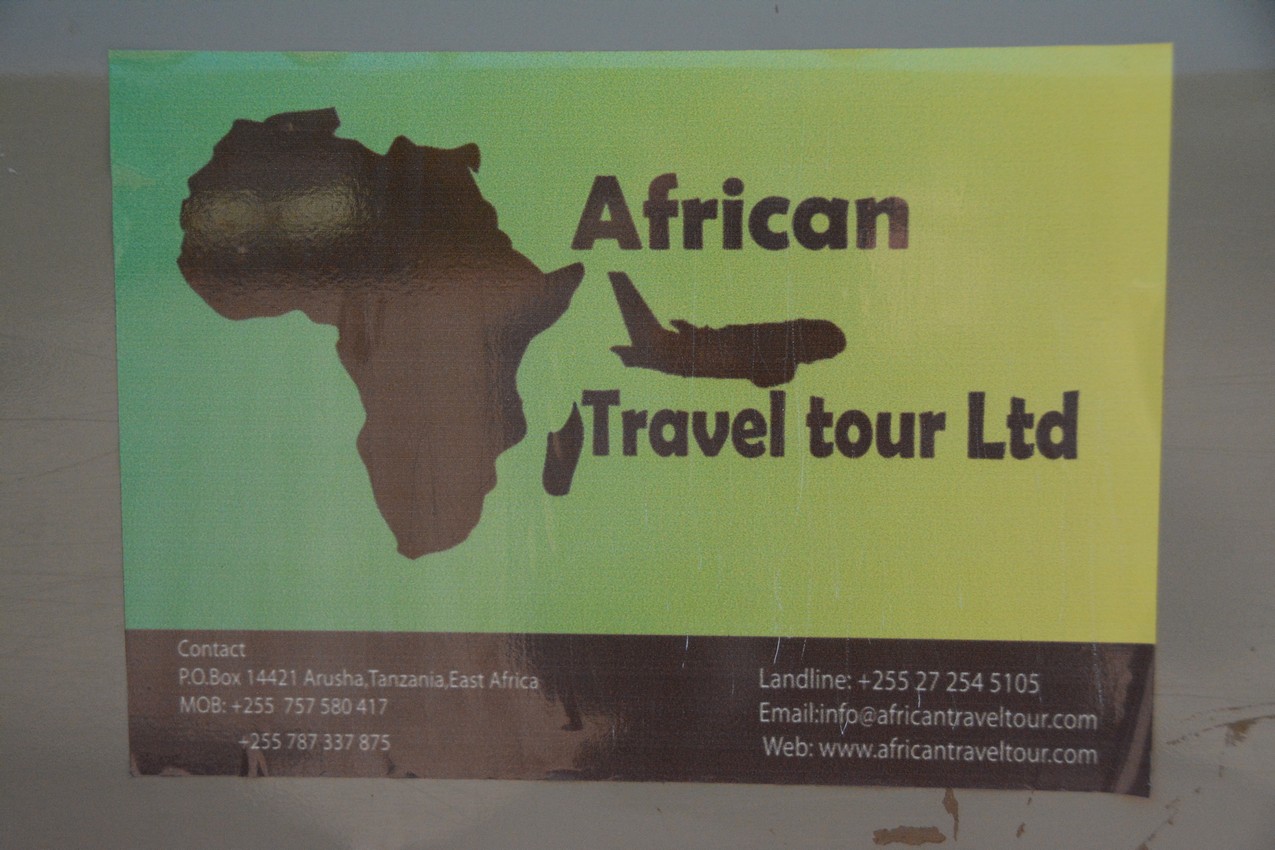 African
Travel tour Ltd
Contact
P.O.Box 14421 Arusha,Tanzania,East Africa
MOB: +255 757 580 417
+255 787 337 875
Landline: +255 27 254 5105
Email:info@africantraveltour.com
Web: www.africantraveltour.com